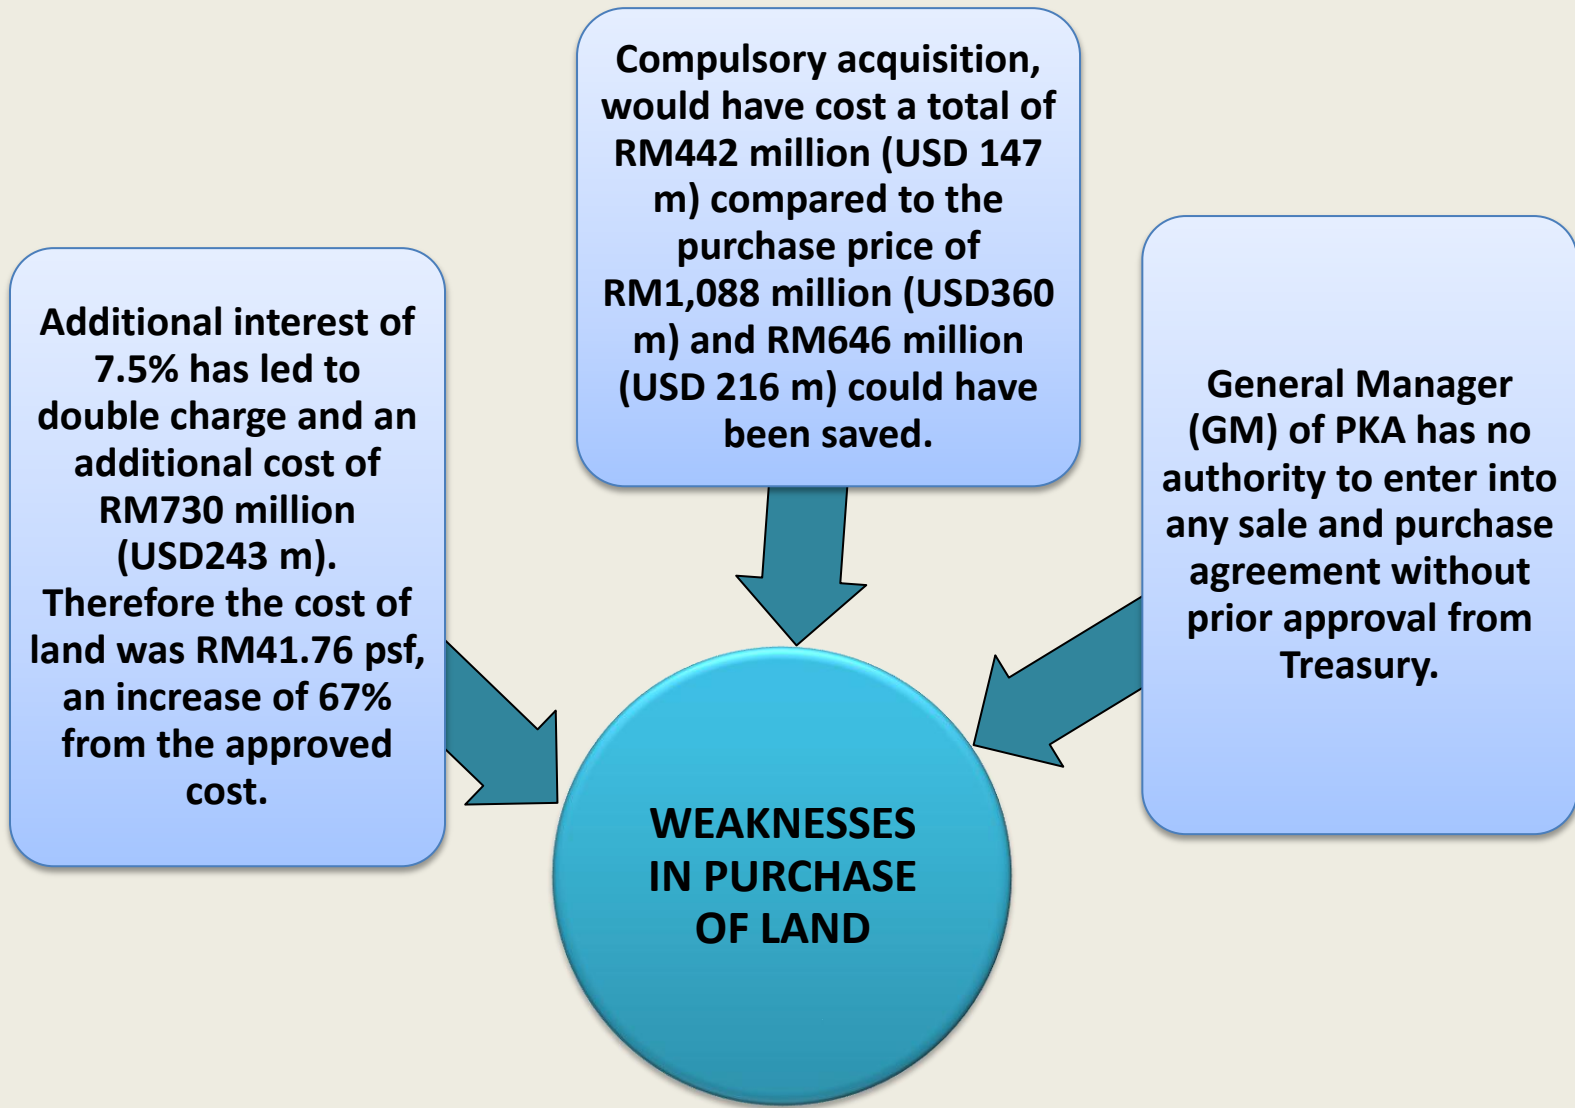 Additional interest of
7.5% has led to
double charge and an
additional cost of
RM730 million
(USD243 m).
Therefore the cost of
land was RM41.76 psf,
an increase of 67%
from the approved
cost.
Compulsory acquisition,
would have cost a total of
RM442 million (USD 147
m) compared to the
purchase price of
RM1,088 million (USD360
m) and RM646 million
(USD 216 m) could have
been saved.
General Manager
(GM) of PKA has no
authority to enter into
any sale and purchase
agreement without
prior approval from
Treasury.
WEAKNESSES
IN PURCHASE
OF LAND